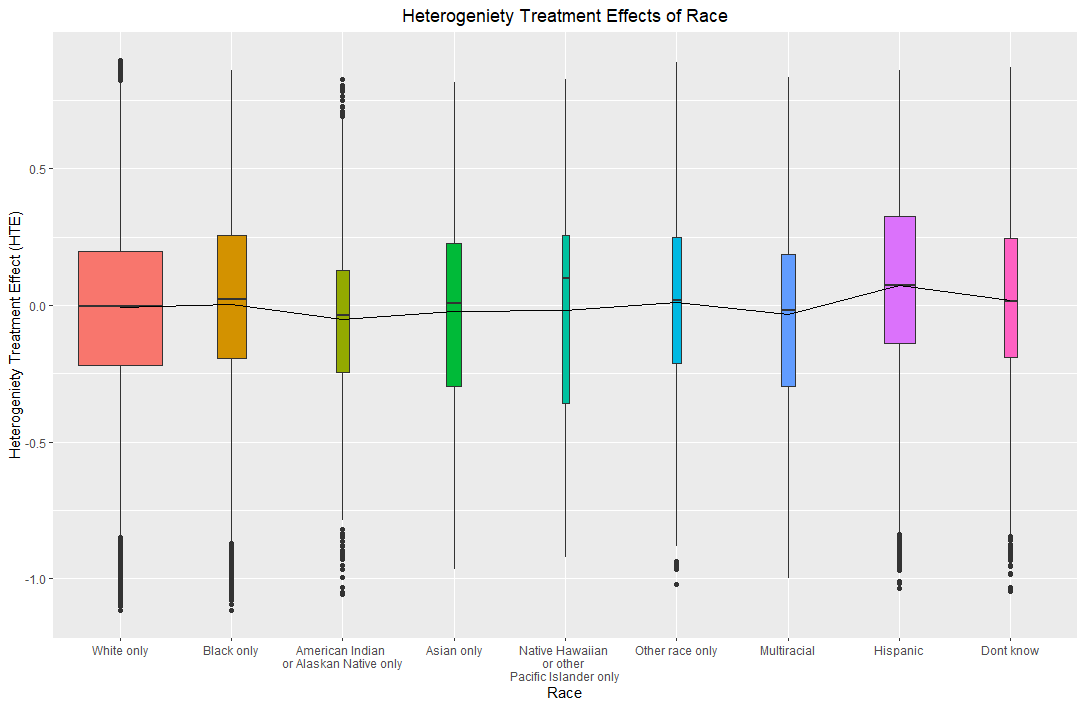 Heterogeniety Treatment Effects of Race
Heterogeniety Treatment Effect (HTE)
0.5
0.0
-0.5
-1.0
White only
Black only
American Indian
or Alaskan Native only
Asian only
Native Hawaiian
or other
Pacific Islander only
Other race only
Multiracial
Hispanic
Dont know
Race